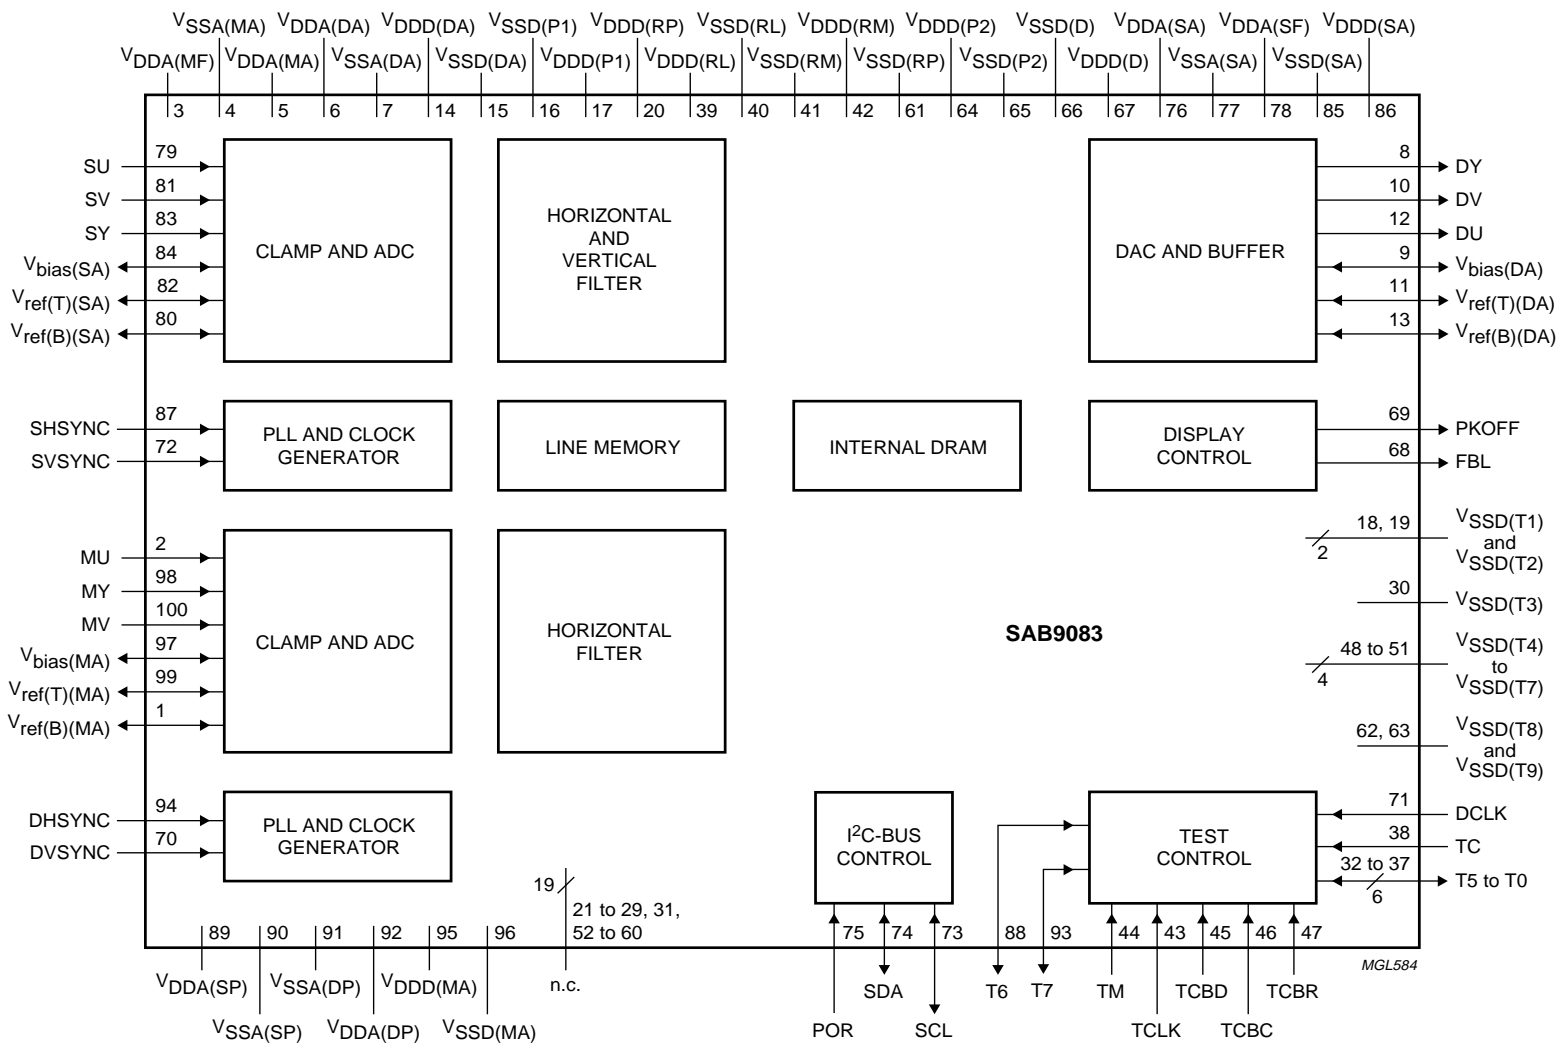 VSSA(MA) VDDA(DA) VDDD(DA) VSSD(P1) VDDD(RP) VSSD(RL) VDDD(RM) VDDD(P2) VSSD(D) VDDA(SA) VDDA(SF) VDDD(SA)
VDDA(MF) VDDA(MA) VSSA(DA) VSSD(DA) VDDD(P1) VDDD(RL) VSSD(RM) VSSD(RP) VSSD(P2) VDDD(D) VSSA(SA) VSSD(SA)
3 4 5 6 7 14 15 16 17 20 39 40 41 42 61 64 65 66 67 76 77 78 85 86
SU 79
SV 81
SY 83
Vbias(SA) 84
Vref(T)(SA) 82
Vref(B)(SA) 80
CLAMP AND ADC
HORIZONTAL
AND
VERTICAL
FILTER
DAC AND BUFFER
8 DY
10 DV
12 DU
9 Vbias(DA)
11 Vref(T)(DA)
13 Vref(B)(DA)
SHSYNC 87
SVSYNC 72
PLL AND CLOCK
GENERATOR
LINE MEMORY
INTERNAL DRAM
DISPLAY
CONTROL
69 PKOFF
68 FBL
MU 2
MY 98
MV 100
Vbias(MA) 97
Vref(T)(MA) 99
Vref(B)(MA) 1
CLAMP AND ADC
HORIZONTAL
FILTER
SAB9083
18, 19 VSSD(T1)
2 and
VSSD(T2)
30 VSSD(T3)
48 to 51 VSSD(T4)
4 to
VSSD(T7)
62, 63 VSSD(T8)
and
VSSD(T9)
DHSYNC 94
DVSYNC 70
PLL AND CLOCK
GENERATOR
I2C-BUS
CONTROL
TEST
CONTROL
71 DCLK
38 TC
32 to 37 T5 to T0
6
19
21 to 29, 31,
52 to 60
89 90 91 92 95 96 75 74 73 88 93 44 43 45 46 47
MGL584
VDDA(SP) VSSA(DP) VDDD(MA) n.c. SDA T6 T7 TM TCBD TCBR
VSSA(SP) VDDA(DP) VSSD(MA) POR SCL TCLK TCBC